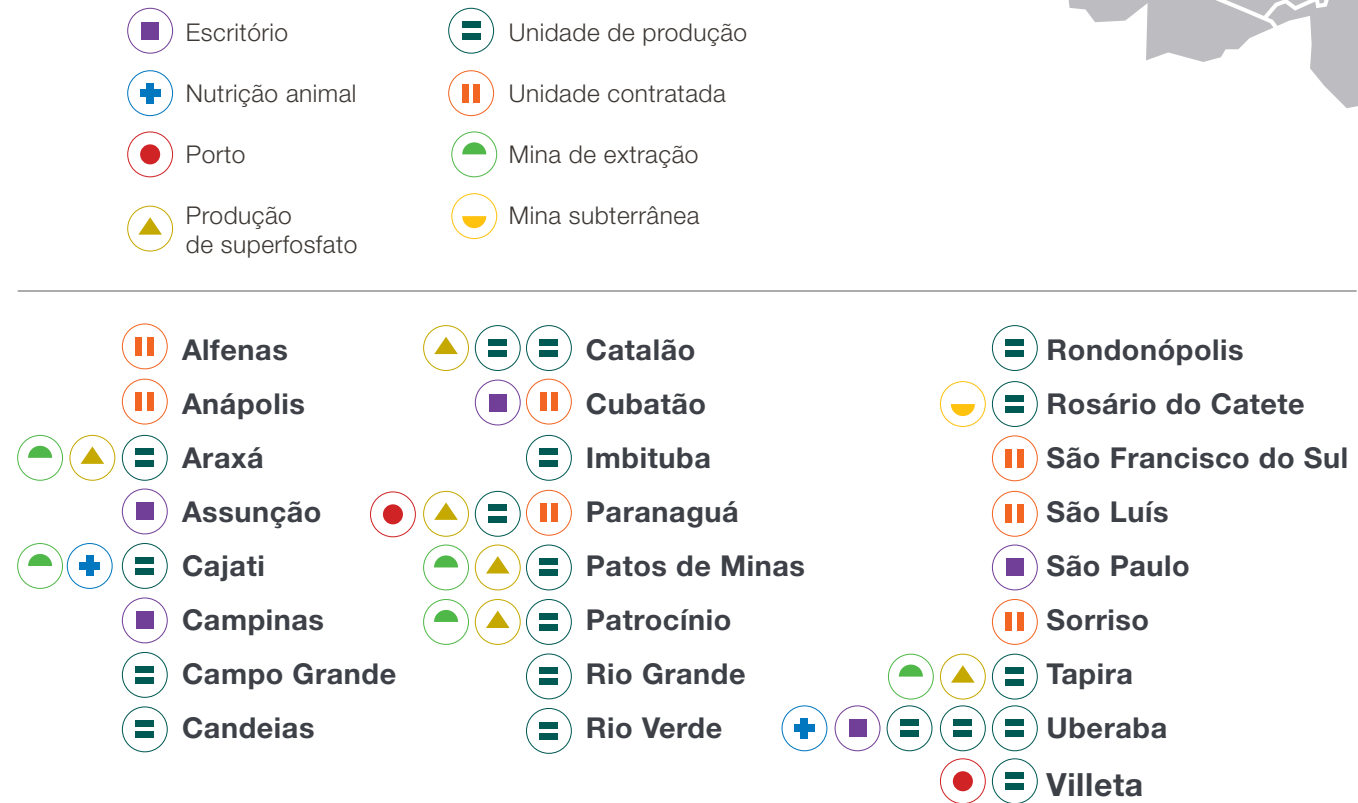 Escritório
Nutrição animal
Porto
Produção
de superfosfato
Unidade de produção
Unidade contratada
Mina de extração
Mina subterrânea
Alfenas
Anápolis
Araxá
Assunção
Cajati
Campinas
Campo Grande
Candeias
Catalão
Cubatão
Imbituba
Paranaguá
Patos de Minas
Patrocínio
Rio Grande
Rio Verde
Rondonópolis
Rosário do Catete
São Francisco do Sul
São Luís
São Paulo
Sorriso
Tapira
Uberaba
Villeta